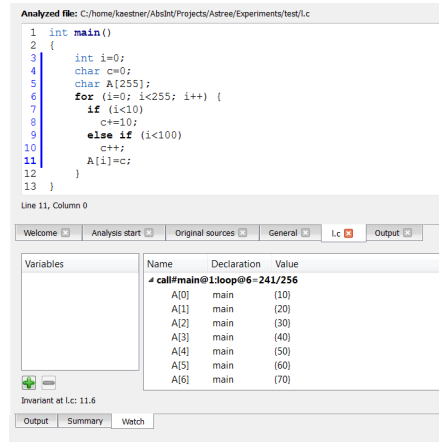 Analyzed file: C:/home/kaestner/AbsInt/Projects/Astree/Experiments/test/l.c
1 int main()
2 {
3 int i=0;
4 char c=0;
5 char A[255];
6 for (i=0; i<255; i++) {
7 if (i<10)
8 c+=10;
9 else if (i<100)
10 c++;
11 A[i]=c;
12 }
13 }
Line 11, Column 0
Welcome Analysis start Original sources General l.c Output
Variables Name Declaration Value
call#main@1:loop@6=241/256
A[0] main {10}
A[1] main {20}
A[2] main {30}
A[3] main {40}
A[4] main {50}
A[5] main {60}
A[6] main {70}
Invariant at l.c: 11.6
Output Summary Watch